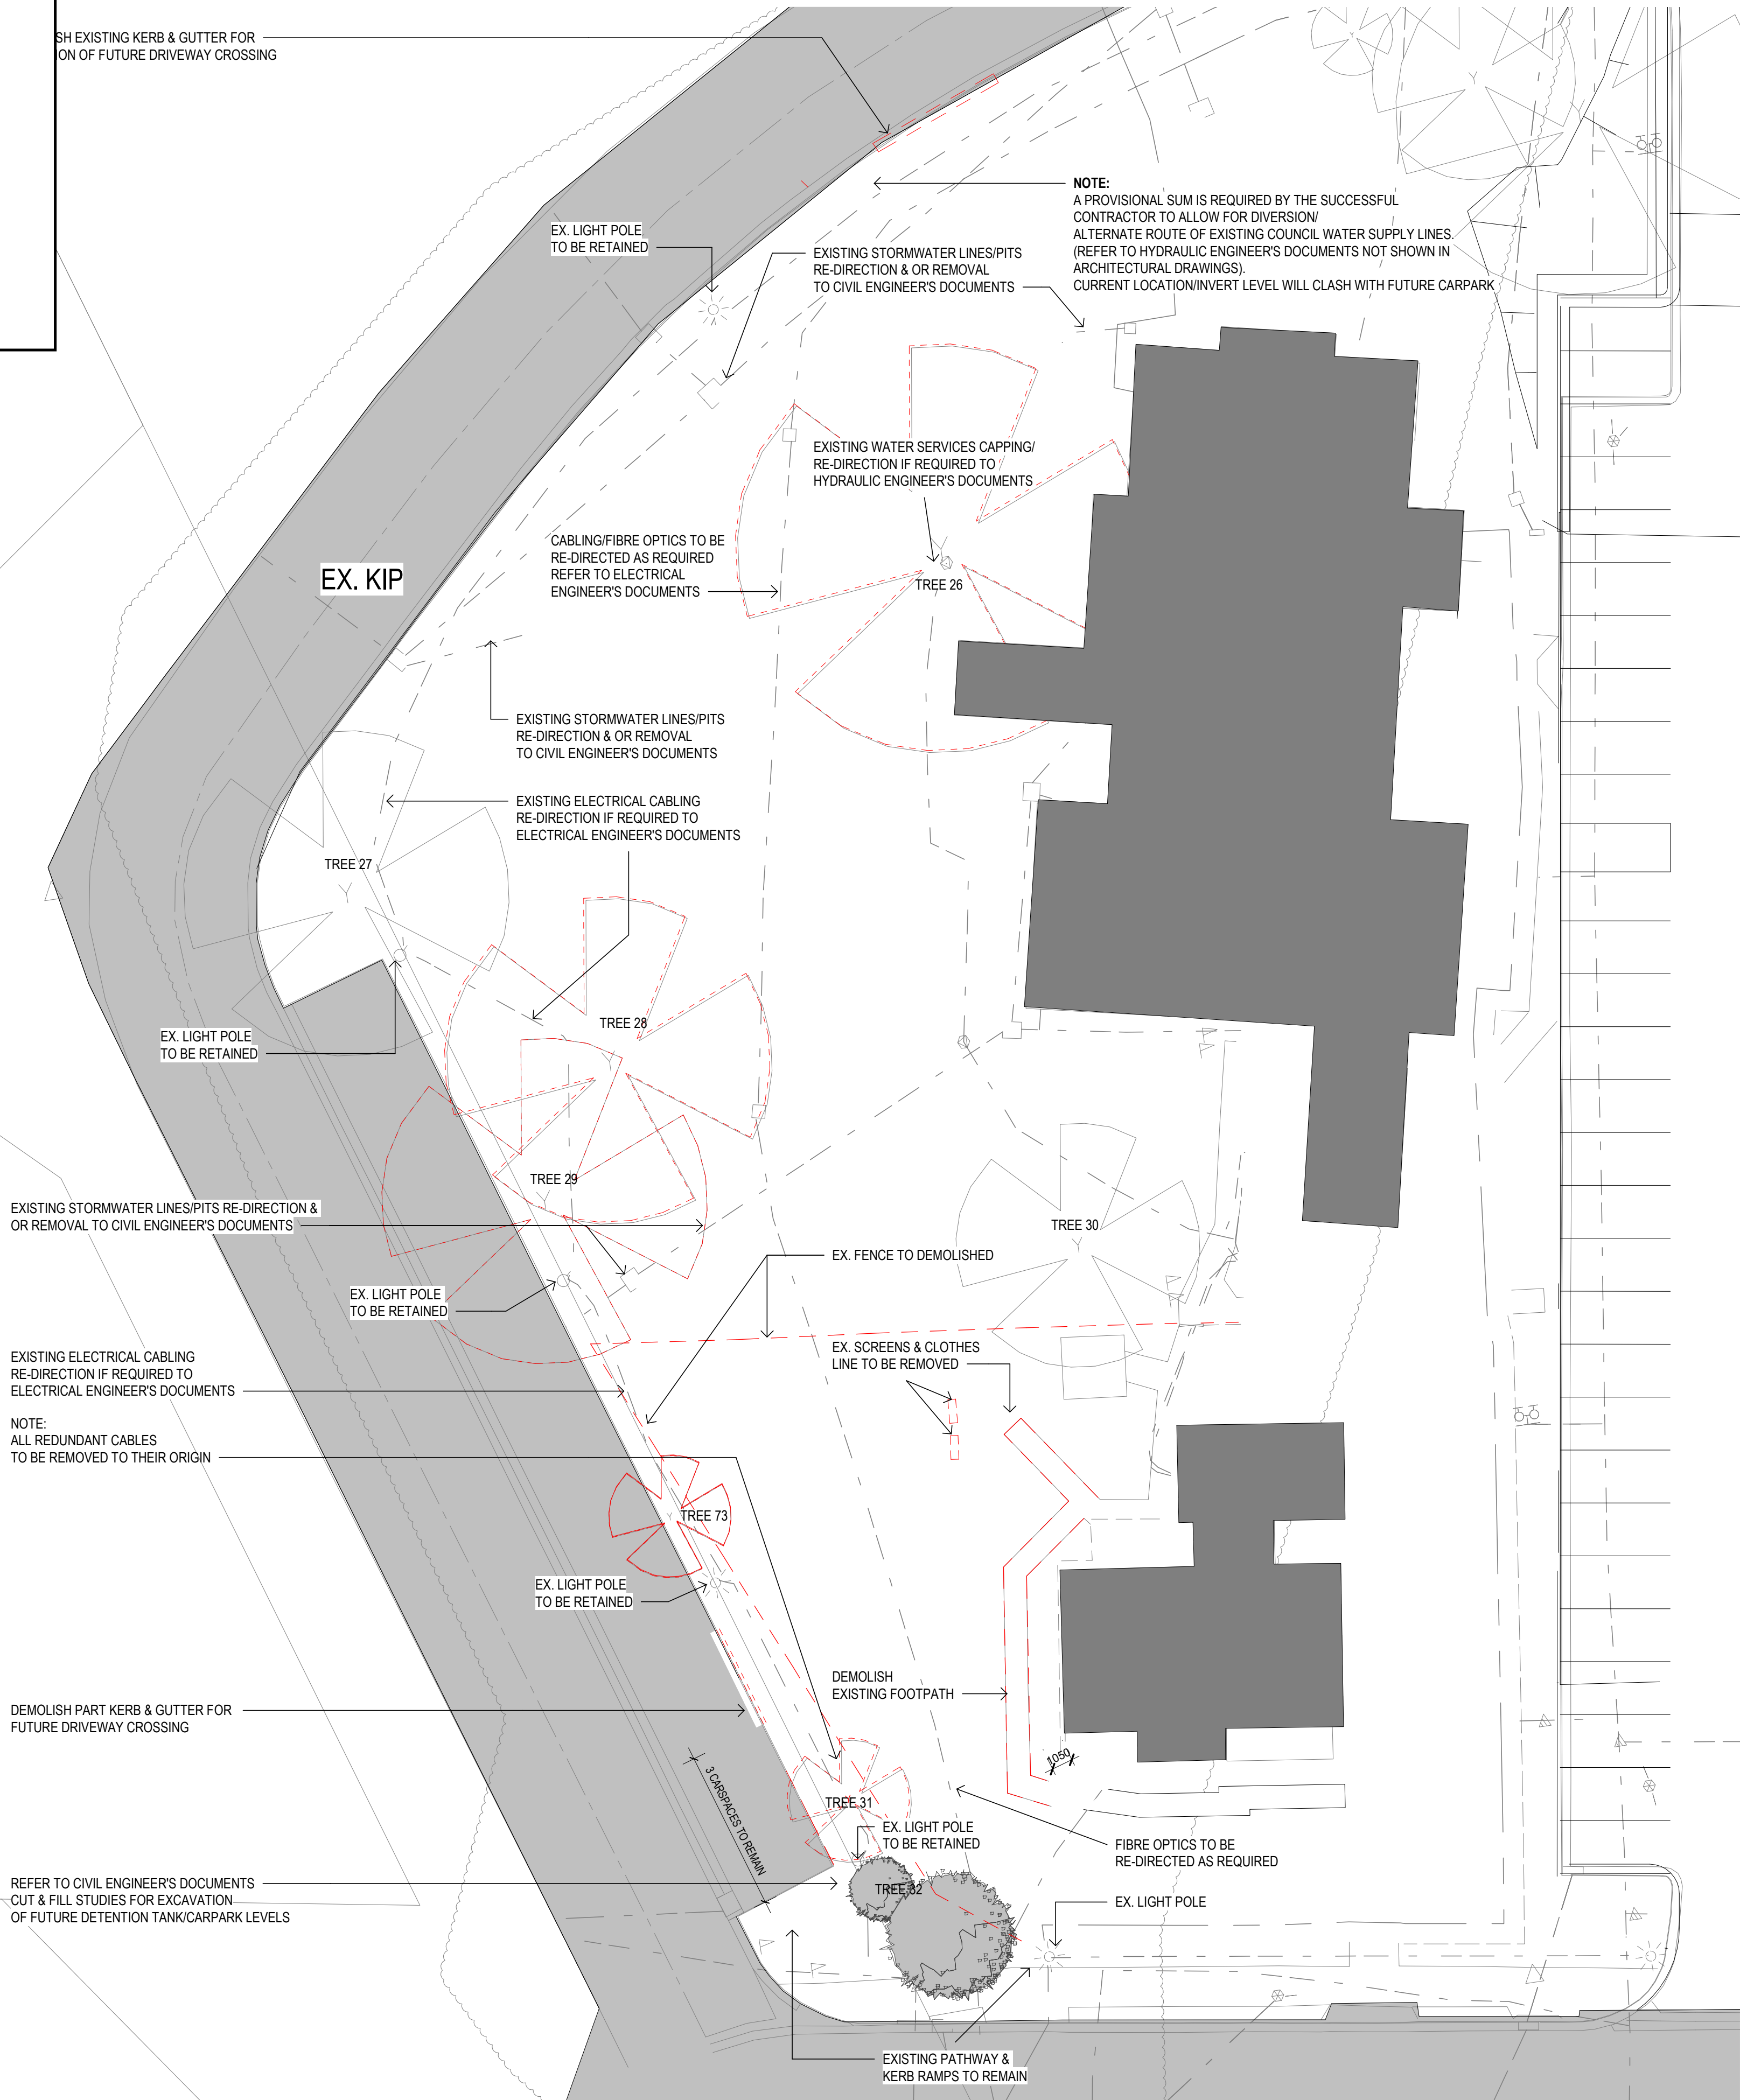 SH EXISTING KERB & GUTTER FOR
ION OF FUTURE DRIVEWAY CROSSING
NOTE:
A PROVISIONAL SUM IS REQUIRED BY THE SUCCESSFUL
CONTRACTOR TO ALLOW FOR DIVERSION/
ALTERNATE ROUTE OF EXISTING COUNCIL WATER SUPPLY LINES.
(REFER TO HYDRAULIC ENGINEER'S DOCUMENTS NOT SHOWN IN
ARCHITECTURAL DRAWINGS).
CURRENT LOCATION/INVERT LEVEL WILL CLASH WITH FUTURE CARPARK
EX. LIGHT POLE
TO BE RETAINED
EXISTING STORMWATER LINES/PITS
RE-DIRECTION & OR REMOVAL
TO CIVIL ENGINEER'S DOCUMENTS
EXISTING WATER SERVICES CAPPING/
RE-DIRECTION IF REQUIRED TO
HYDRAULIC ENGINEER'S DOCUMENTS
CABLING/FIBRE OPTICS TO BE
RE-DIRECTED AS REQUIRED
REFER TO ELECTRICAL
ENGINEER'S DOCUMENTS
EX. KIP
TREE 26
EXISTING STORMWATER LINES/PITS
RE-DIRECTION & OR REMOVAL
TO CIVIL ENGINEER'S DOCUMENTS
EXISTING ELECTRICAL CABLING
RE-DIRECTION IF REQUIRED TO
ELECTRICAL ENGINEER'S DOCUMENTS
TREE 27
TREE 28
EX. LIGHT POLE
TO BE RETAINED
TREE 29
EXISTING STORMWATER LINES/PITS RE-DIRECTION &
OR REMOVAL TO CIVIL ENGINEER'S DOCUMENTS
TREE 30
EX. FENCE TO DEMOLISHED
EX. LIGHT POLE
TO BE RETAINED
EX. SCREENS & CLOTHES
LINE TO BE REMOVED
EXISTING ELECTRICAL CABLING
RE-DIRECTION IF REQUIRED TO
ELECTRICAL ENGINEER'S DOCUMENTS
NOTE:
ALL REDUNDANT CABLES
TO BE REMOVED TO THEIR ORIGIN
TREE 73
EX. LIGHT POLE
TO BE RETAINED
DEMOLISH
EXISTING FOOTPATH
DEMOLISH PART KERB & GUTTER FOR
FUTURE DRIVEWAY CROSSING
1050
3 CARSPACES TO REMAIN
TREE 31
EX. LIGHT POLE
TO BE RETAINED
FIBRE OPTICS TO BE
RE-DIRECTED AS REQUIRED
REFER TO CIVIL ENGINEER'S DOCUMENTS
CUT & FILL STUDIES FOR EXCAVATION
OF FUTURE DETENTION TANK/CARPARK LEVELS
TREE 32
EX. LIGHT POLE
EXISTING PATHWAY &
KERB RAMPS TO REMAIN